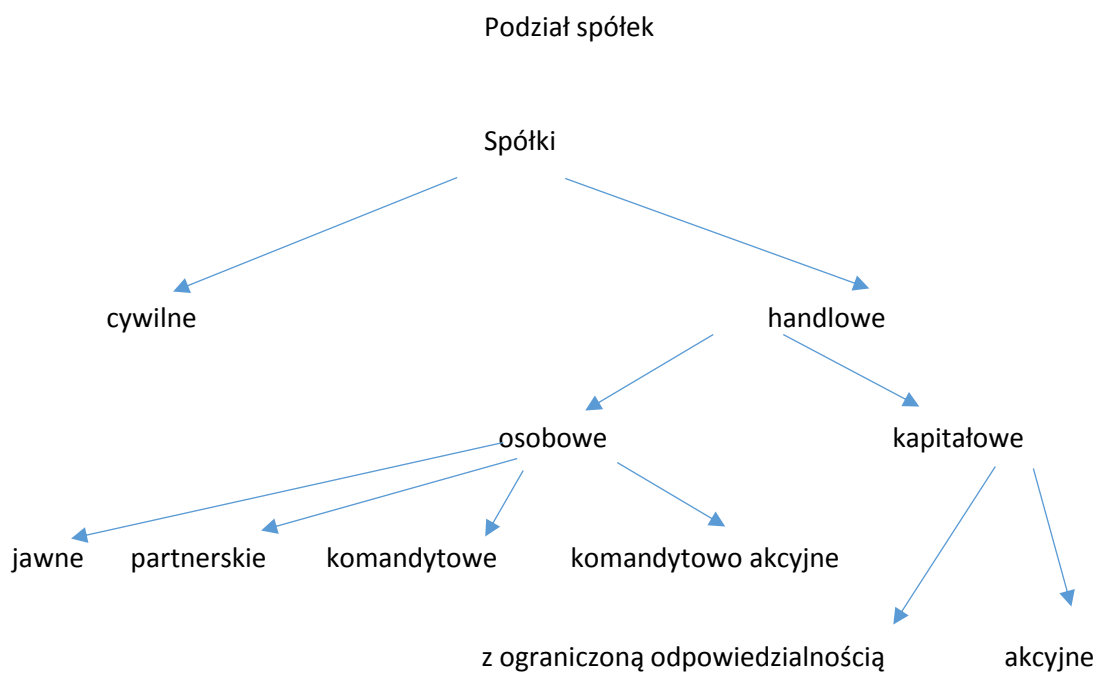 Podział spółek
Spółki
cywilne handlowe
osobowe kapitałowe
jawne partnerskie komandytowe komandytowo akcyjne
z ograniczoną odpowiedzialnością akcyjne